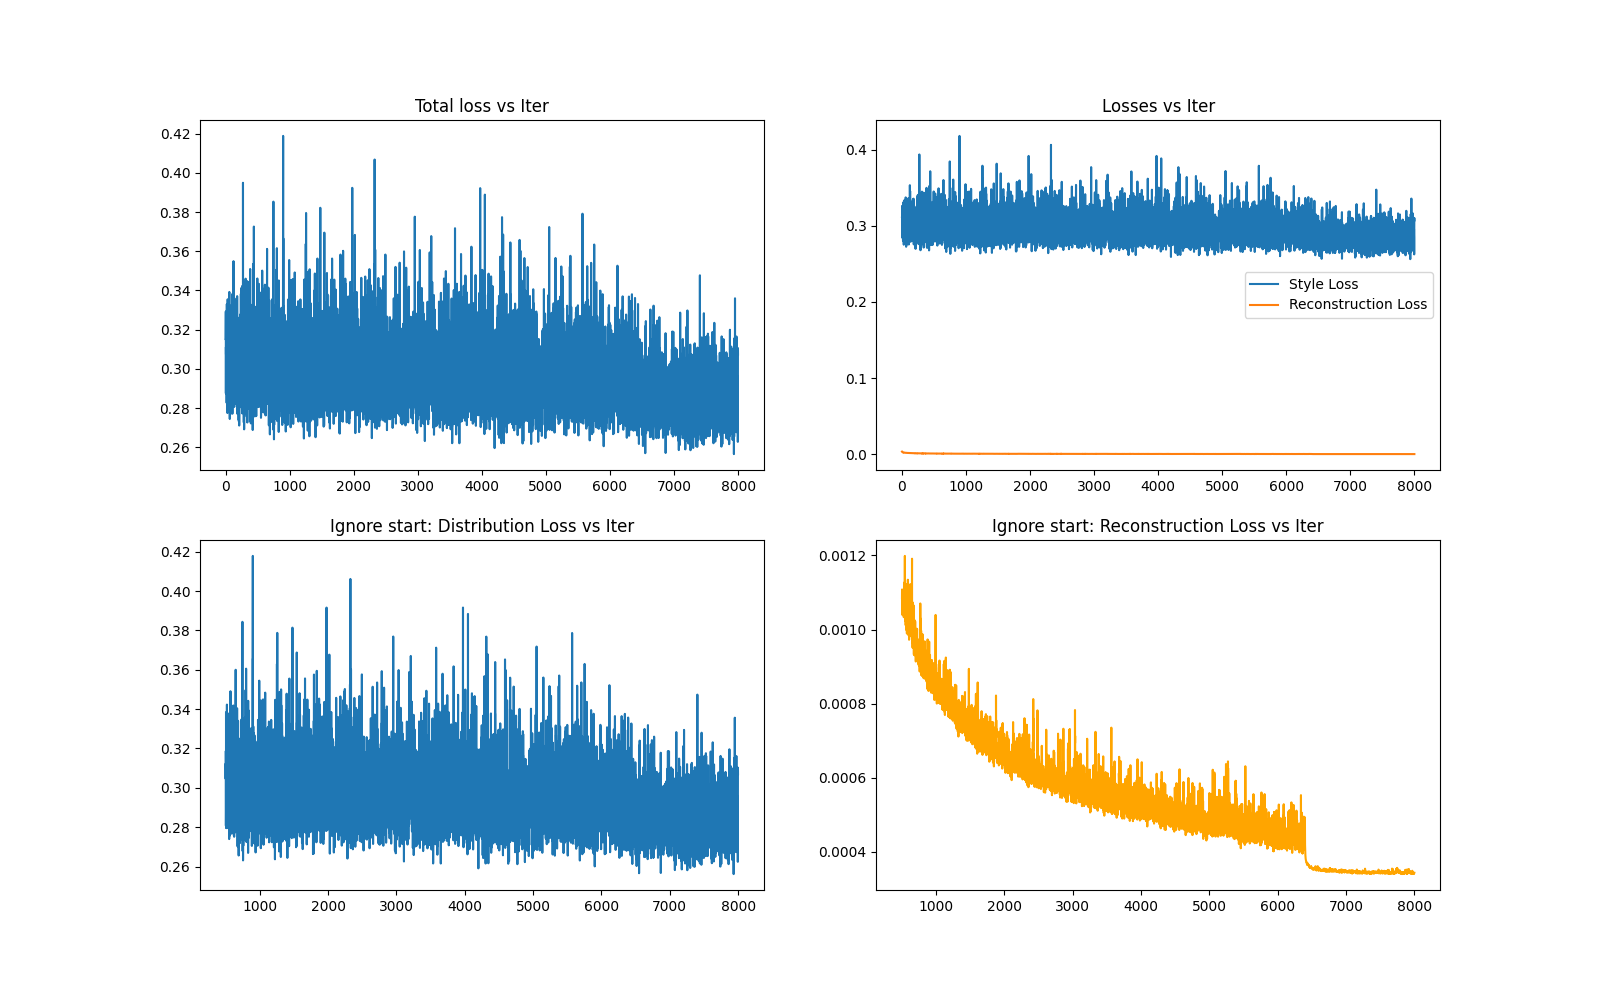 Total loss vs Iter
0.42
0.40
0.38
0.36
0.34
0.32
0.30
0.28
0.26
0 1000 2000 3000 4000 5000 6000 7000 8000
Losses vs Iter
0.4
0.3
0.2
0.1
0.0
Style Loss
Reconstruction Loss
0 1000 2000 3000 4000 5000 6000 7000 8000
Ignore start: Distribution Loss vs Iter
0.42
0.40
0.38
0.36
0.34
0.32
0.30
0.28
0.26
1000 2000 3000 4000 5000 6000 7000 8000
Ignore start: Reconstruction Loss vs Iter
0.0012
0.0010
0.0008
0.0006
0.0004
1000 2000 3000 4000 5000 6000 7000 8000